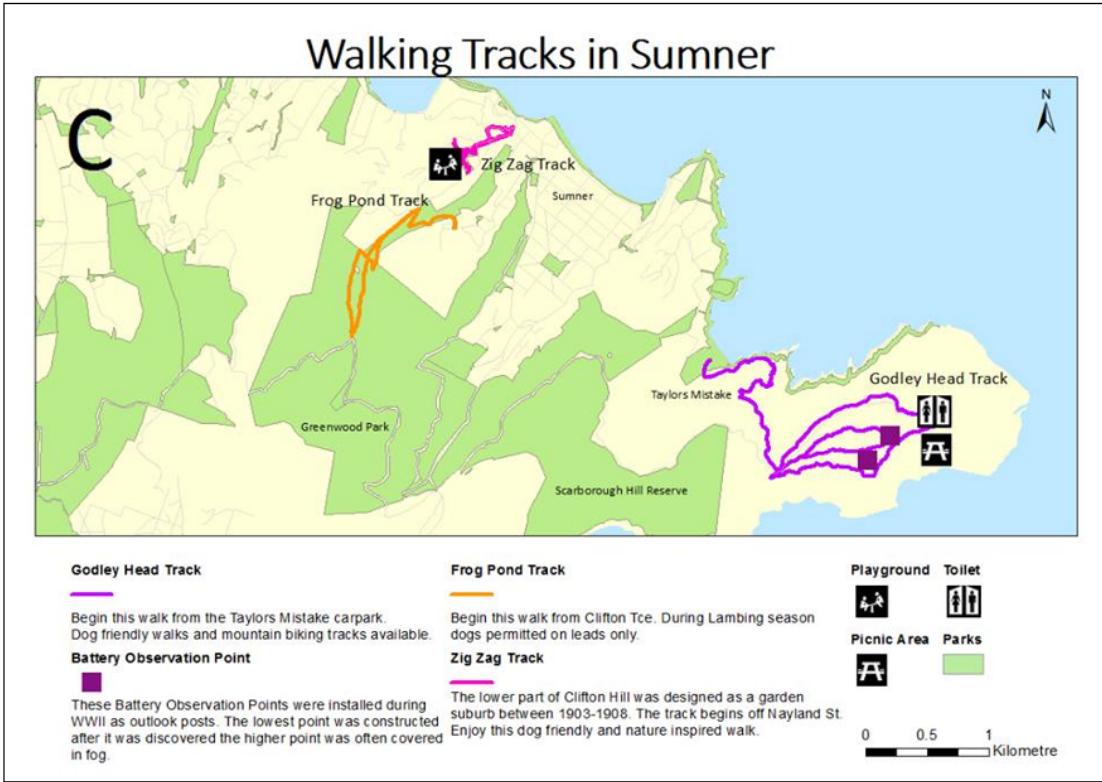 Walking Tracks in Sumner
C
N
Zig Zag Track
Frog Pond Track
Sumner
Godley Head Track
Taylors Mistake
Greenwood Park
Scarborough Hill Reserve
Godley Head Track
Begin this walk from the Taylors Mistake carpark.
Dog friendly walks and mountain biking tracks available.
Battery Observation Point
These Battery Observation Points were installed during
WWII as outlook posts. The lowest point was constructed
after it was discovered the higher point was often covered
in fog.
Frog Pond Track
Begin this walk from Clifton Tce. During Lambing season
dogs permitted on leads only.
Zig Zag Track
The lower part of Clifton Hill was designed as a garden
suburb between 1903-1908. The track begins off Nayland St.
Enjoy this dog friendly and nature inspired walk.
Playground Toilet
Picnic Area Parks
0 0.5 1
Kilometre